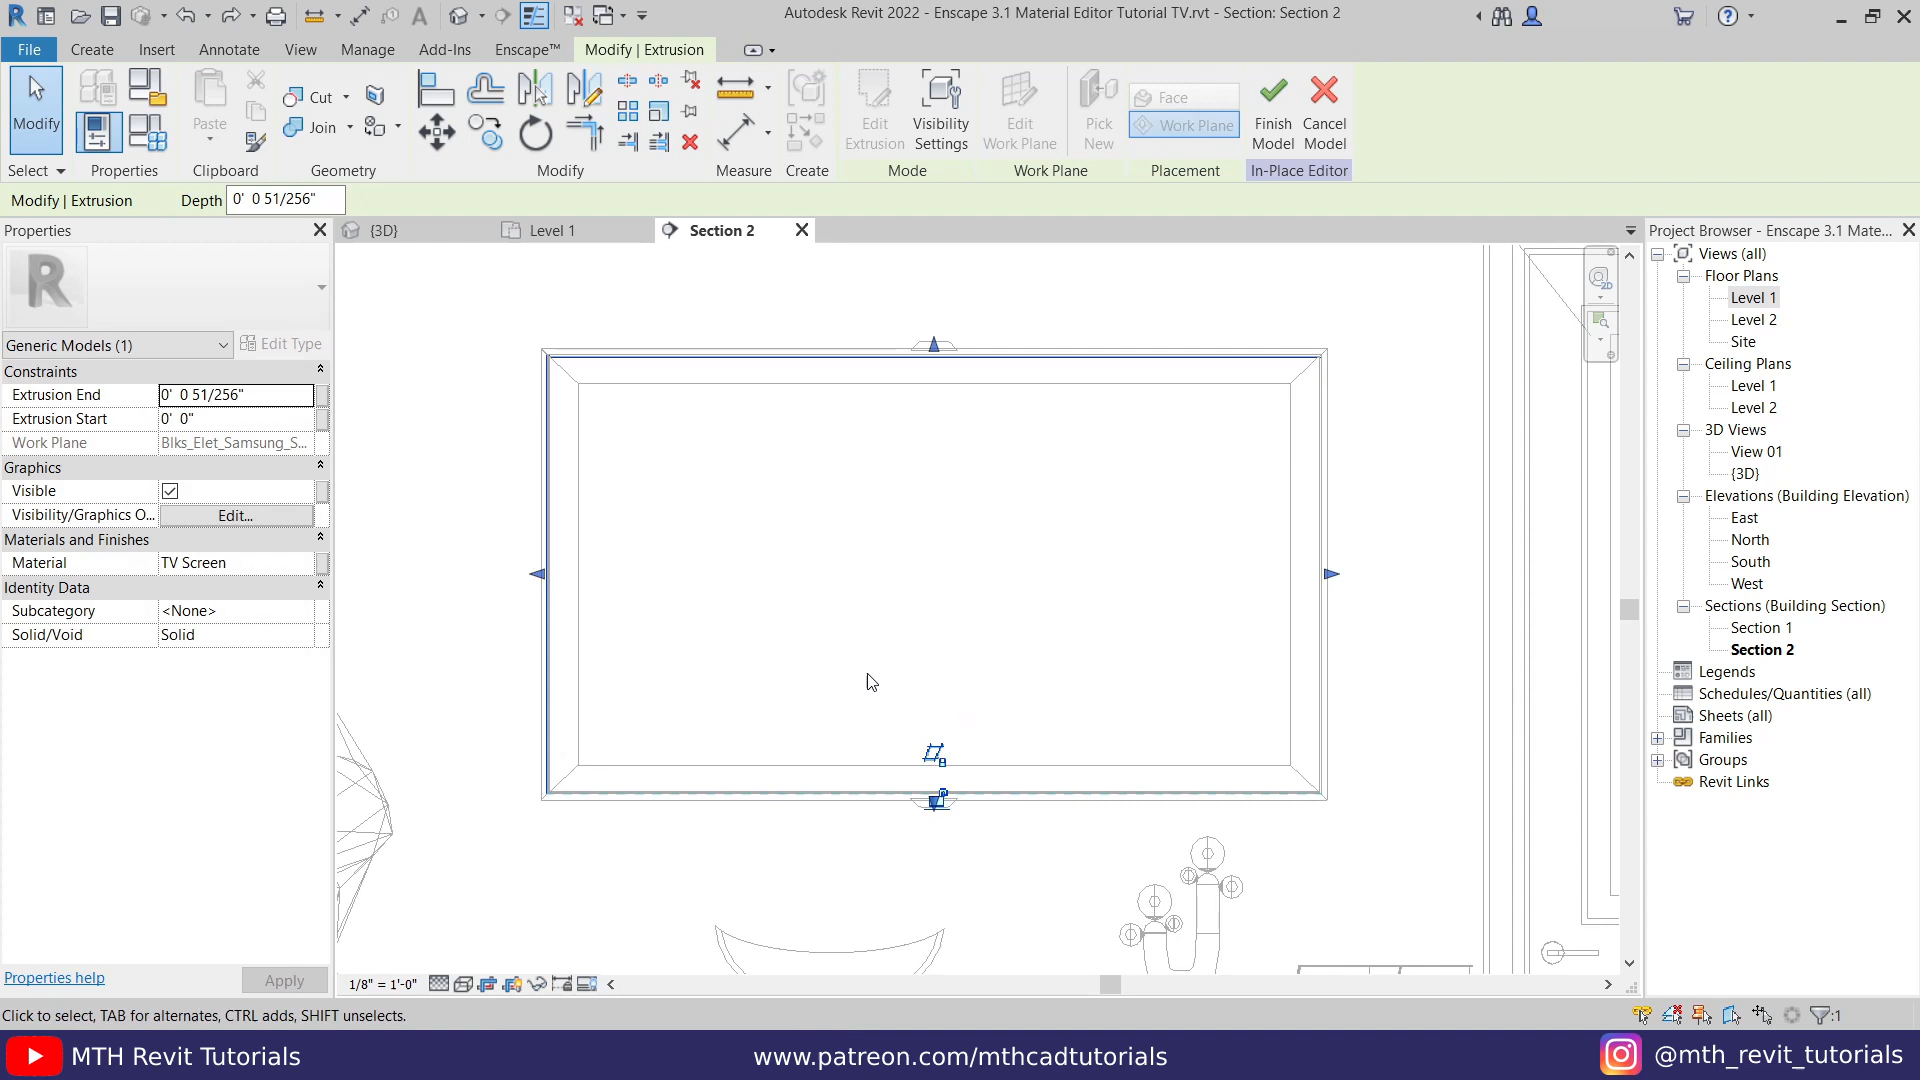 Autodesk Revit 2022 - Enscape 3.1 Material Editor Tutorial TV.rvt - Section: Section 2
File Create Insert Annotate View Manage Add-Ins Enscape™ Modify | Extrusion
Modify
Paste
Cut
Join
Edit Extrusion
Visibility Settings
Edit Work Plane
Pick New
Face
Work Plane
Finish Model
Cancel Model
Select Properties Clipboard Geometry Modify Measure Create Mode Work Plane Placement In-Place Editor
Modify | Extrusion Depth 0' 0 51/256"
Properties
{3D} Level 1 Section 2
Project Browser - Enscape 3.1 Mate...
R
Generic Models (1) Edit Type
Constraints
Extrusion End 0' 0 51/256"
Extrusion Start 0' 0"
Work Plane Blks_Elet_Samsung_S...
Graphics
Visible
Visibility/Graphics O... Edit...
Materials and Finishes
Material TV Screen
Identity Data
Subcategory <None>
Solid/Void Solid
Properties help Apply
2D
Views (all)
Floor Plans
Level 1
Level 2
Site
Ceiling Plans
Level 1
Level 2
3D Views
View 01
{3D}
Elevations (Building Elevation)
East
North
South
West
Sections (Building Section)
Section 1
Section 2
Legends
Schedules/Quantities (all)
Sheets (all)
Families
Groups
Revit Links
1/8" = 1'-0"
Click to select, TAB for alternates, CTRL adds, SHIFT unselects.
:1
MTH Revit Tutorials www.patreon.com/mthcadtutorials @mth_revit_tutorials